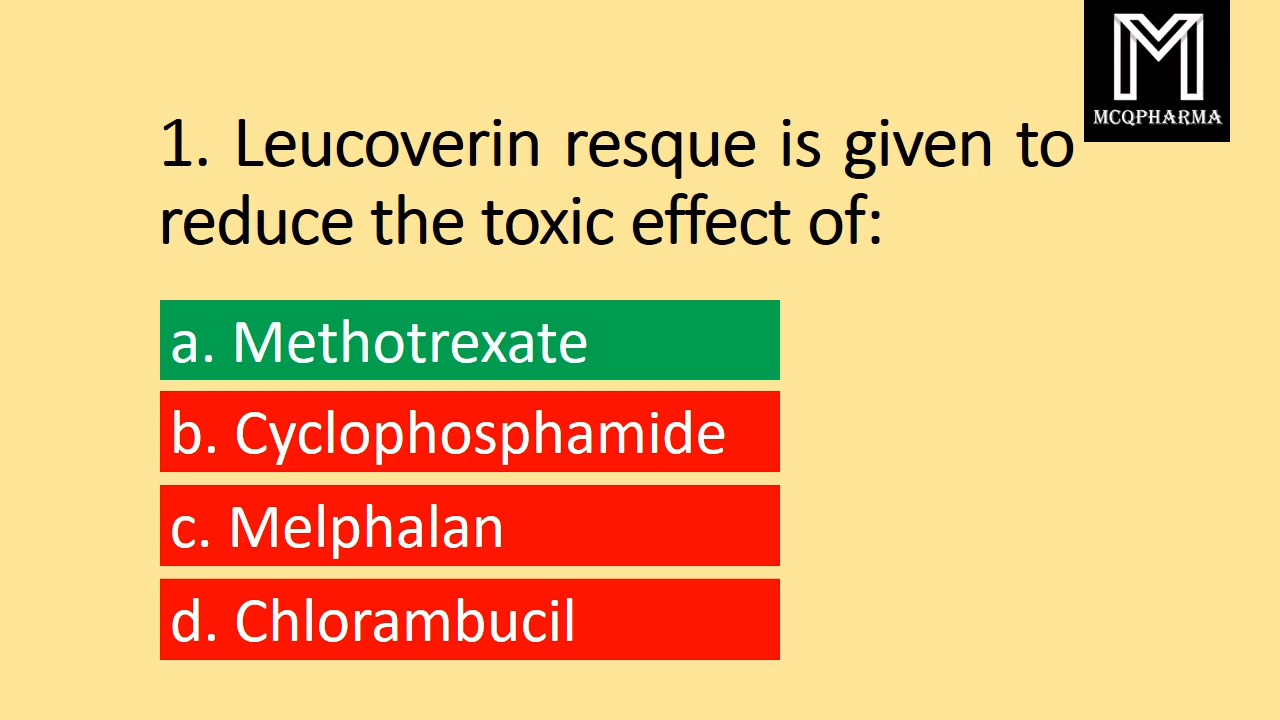 M
MCQPHARMA
1. Leucoverin resque is given to
reduce the toxic effect of:
a. Methotrexate
b. Cyclophosphamide
c. Melphalan
d. Chlorambucil